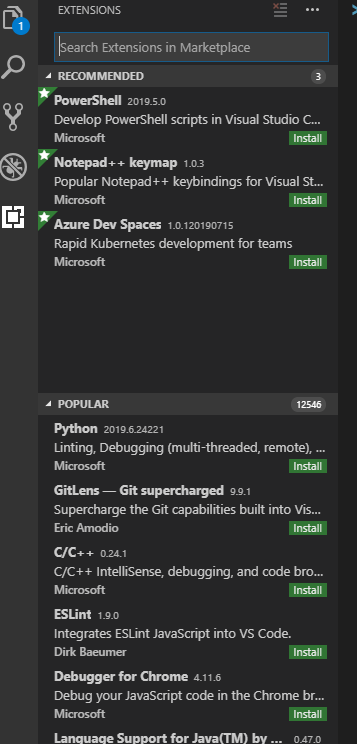 EXTENSIONS
1
Search Extensions in Marketplace
RECOMMENDED 3
PowerShell 2019.5.0
Develop PowerShell scripts in Visual Studio C...
Microsoft Install
Notepad++ keymap 1.0.3
Popular Notepad++ keybindings for Visual St...
Microsoft Install
Azure Dev Spaces 1.0.120190715
Rapid Kubernetes development for teams
Microsoft Install
POPULAR 12546
Python 2019.6.24221
Linting, Debugging (multi-threaded, remote), ...
Microsoft Install
GitLens — Git supercharged 9.9.1
Supercharge the Git capabilities built into Vis...
Eric Amodio Install
C/C++ 0.24.1
C/C++ IntelliSense, debugging, and code bro...
Microsoft Install
ESLint 1.9.0
Integrates ESLint JavaScript into VS Code.
Dirk Baeumer Install
Debugger for Chrome 4.11.6
Debug your JavaScript code in the Chrome br...
Microsoft Install
Language Support for Java(TM) by ... 0.47.0